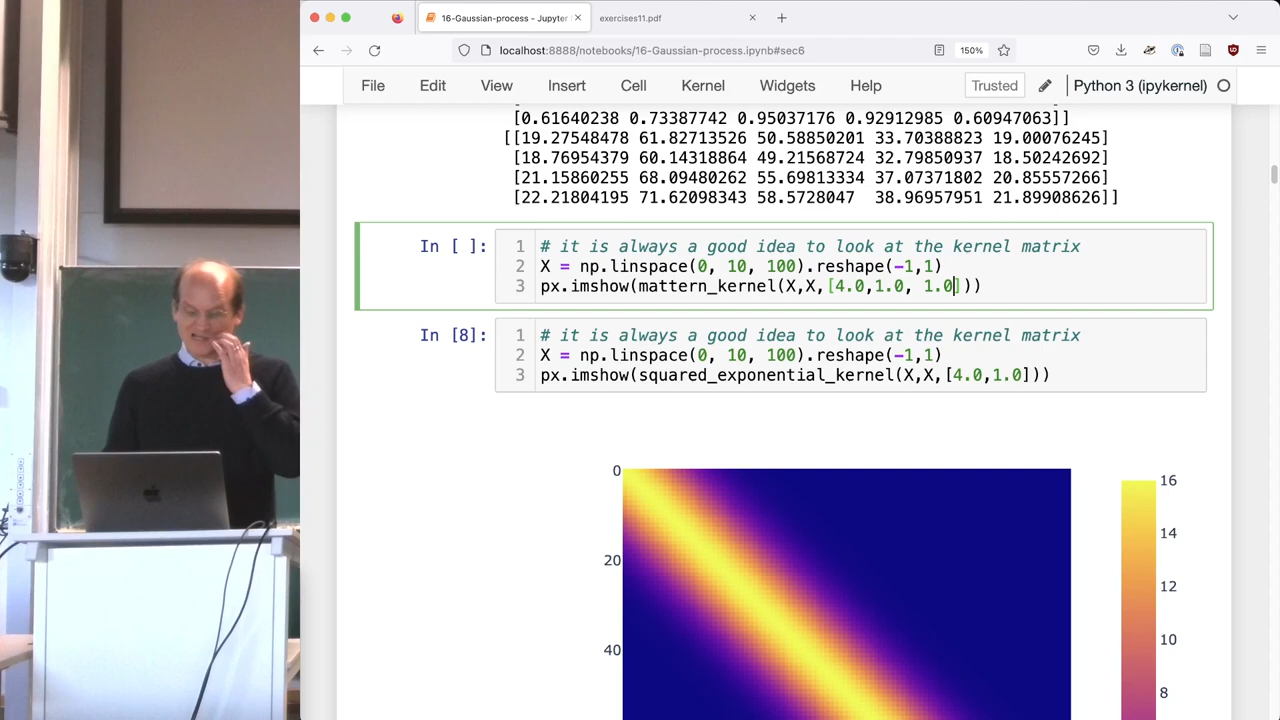 16-Gaussian-process - Jupyter
exercises11.pdf
localhost:8888/notebooks/16-Gaussian-process.ipynb#sec6
150%
File Edit View Insert Cell Kernel Widgets Help
Trusted
Python 3 (ipykernel)
[0.61640238 0.73387742 0.95037176 0.92912985 0.60947063]]
[[19.27548478 61.82713526 50.58850201 33.70388823 19.00076245]
[18.76954379 60.14318864 49.21568724 32.79850937 18.50242692]
[21.15860255 68.09480262 55.69813334 37.07371802 20.85557266]
[22.21804195 71.62098343 58.5728047 38.96957951 21.89908626]]
In [ ]:
1 # it is always a good idea to look at the kernel matrix
2 X = np.linspace(0, 10, 100).reshape(-1,1)
3 px.imshow(mattern_kernel(X,X,[4.0,1.0, 1.0]))
In [8]:
1 # it is always a good idea to look at the kernel matrix
2 X = np.linspace(0, 10, 100).reshape(-1,1)
3 px.imshow(squared_exponential_kernel(X,X,[4.0,1.0]))
0
20
40
16
14
12
10
8